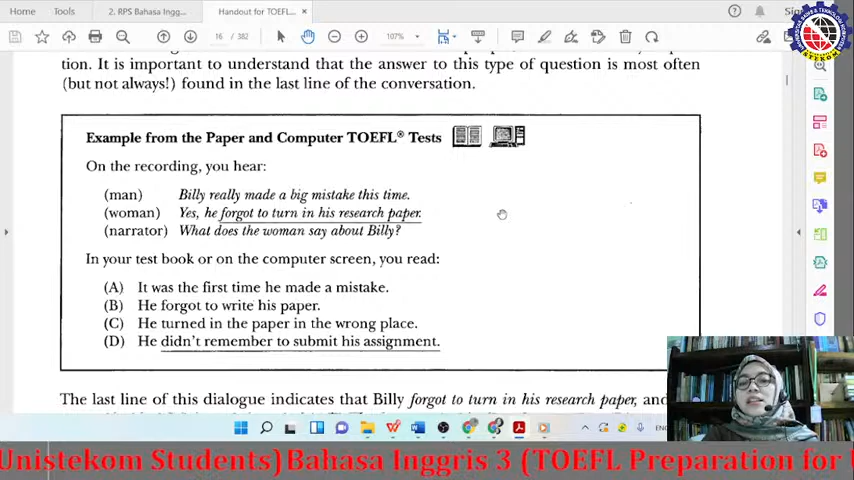 Home
Tools
2. RPS Bahasa Ingg...
Handout for TOEFL...
×
16 / 382
107%
tion. It is important to understand that the answer to this type of question is most often
(but not always!) found in the last line of the conversation.
Example from the Paper and Computer TOEFL® Tests
On the recording, you hear:
(man) Billy really made a big mistake this time.
(woman) Yes, he forgot to turn in his research paper.
(narrator) What does the woman say about Billy?
In your test book or on the computer screen, you read:
(A) It was the first time he made a mistake.
(B) He forgot to write his paper.
(C) He turned in the paper in the wrong place.
(D) He didn't remember to submit his assignment.
The last line of this dialogue indicates that Billy forgot to turn in his research paper, and
ENG
Unistekom Students) Bahasa Inggris 3 (TOEFL Preparation for